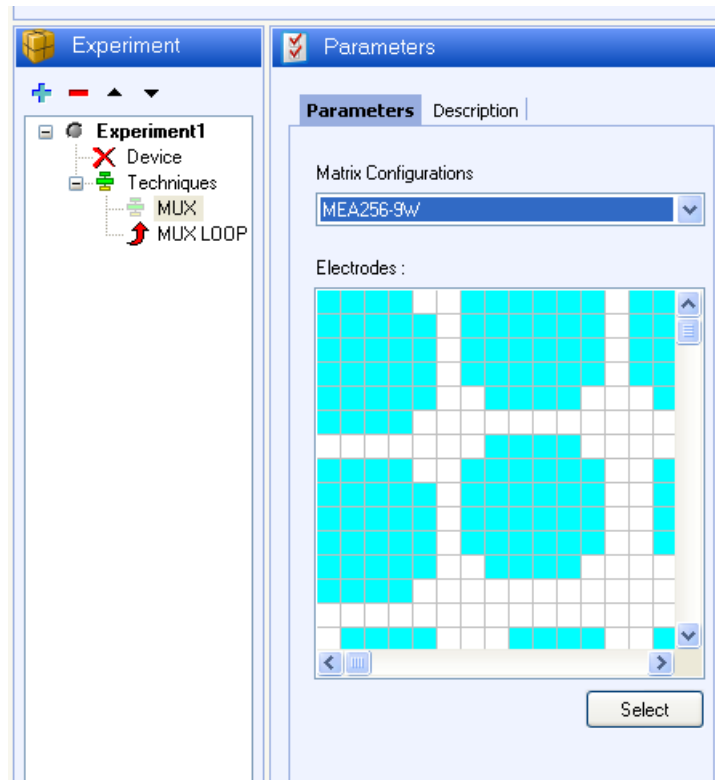 Experiment
Experiment1
Device
Techniques
MUX
MUX LOOP
Parameters
Parameters Description
Matrix Configurations
MEA256-9W
Electrodes :
Select